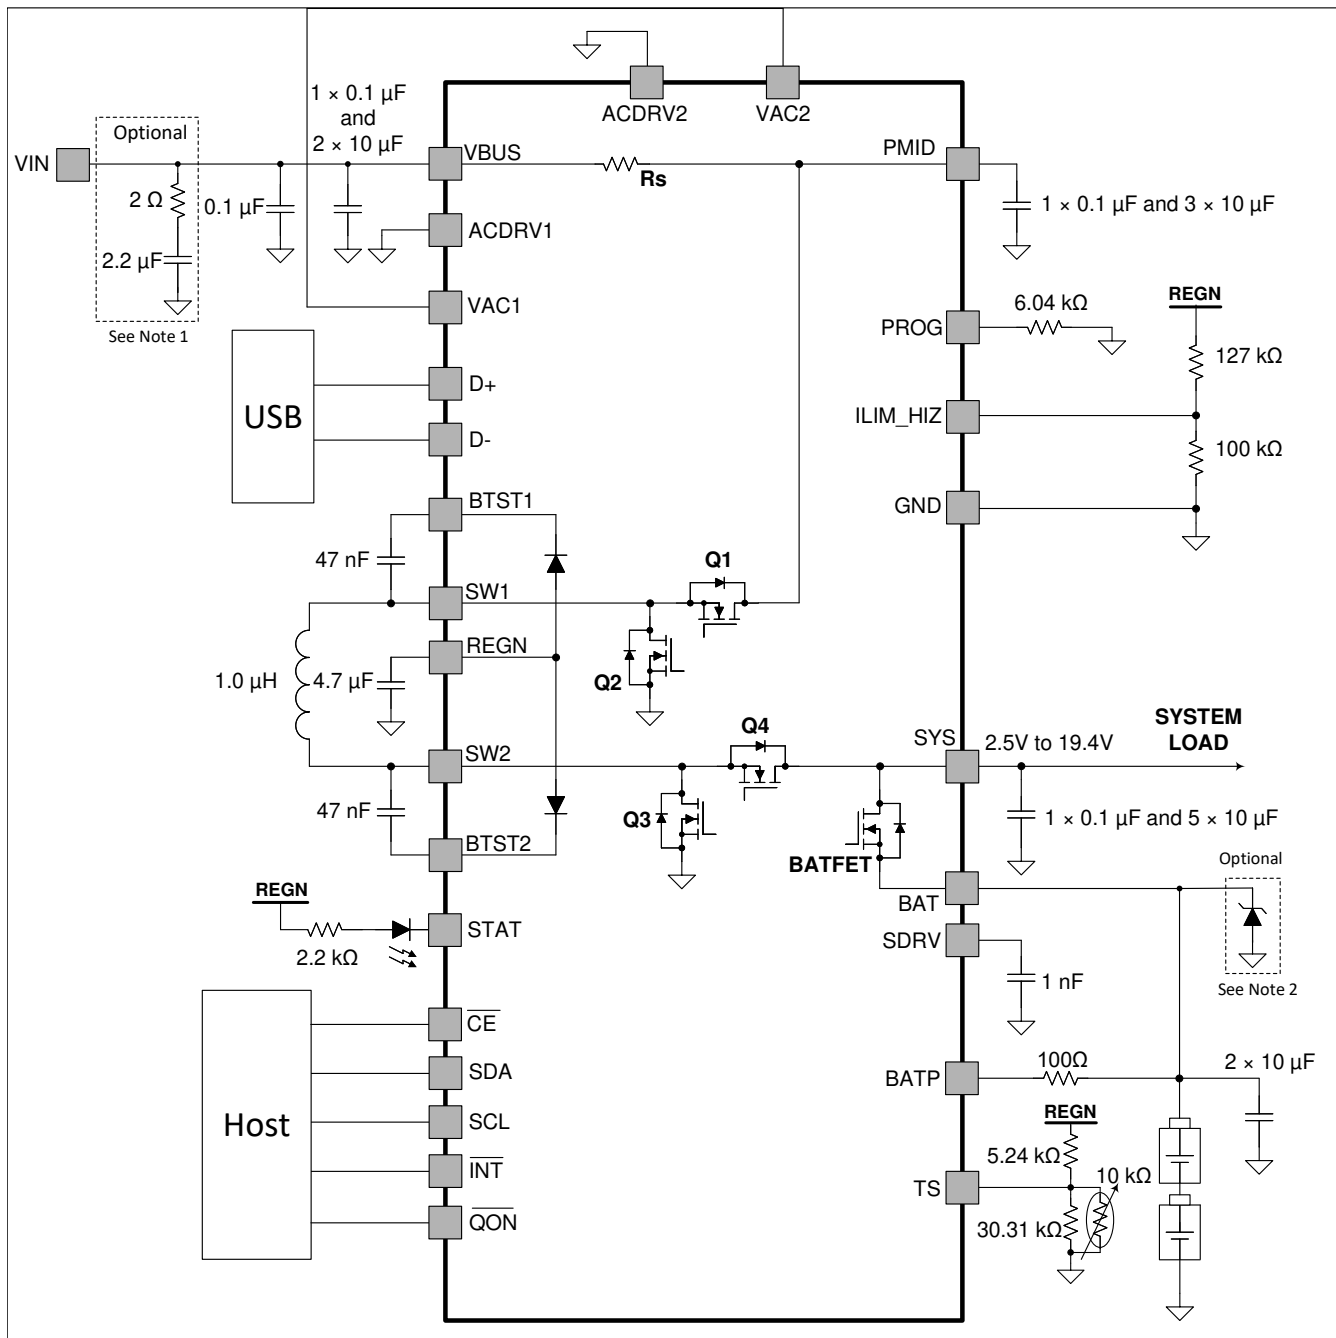 ACDRV2
VAC2
1 × 0.1 µF
and
2 × 10 µF
Optional
VIN
2 Ω
2.2 µF
See Note 1
0.1 µF
VBUS
Rs
PMID
1 × 0.1 µF and 3 × 10 µF
ACDRV1
VAC1
PROG
6.04 kΩ
REGN
127 kΩ
ILIM_HIZ
100 kΩ
GND
USB
D+
D-
BTST1
47 nF
SW1
Q1
REGN
1.0 µH
4.7 µF
Q2
SW2
Q4
SYS
2.5V to 19.4V
SYSTEM
LOAD
47 nF
Q3
BTST2
BATFET
1 × 0.1 µF and 5 × 10 µF
Optional
See Note 2
BAT
REGN
2.2 kΩ
STAT
SDRV
1 nF
Host
CE
SDA
SCL
INT
QON
BATP
100Ω
2 × 10 µF
REGN
5.24 kΩ
TS
10 kΩ
30.31 kΩ